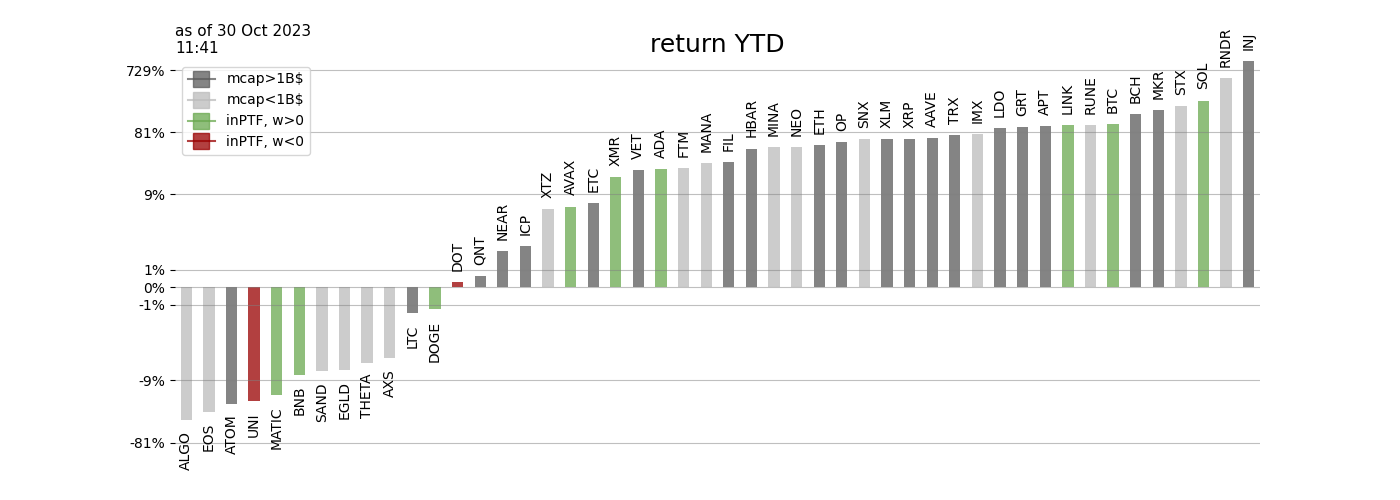 as of 30 Oct 2023
11:41
return YTD
729%
81%
9%
1%
0%
-1%
-9%
-81%
mcap>1B$
mcap<1B$
inPTF, w>0
inPTF, w<0
ALGO
EOS
ATOM
UNI
MATIC
BNB
SAND
EGLD
THETA
AXS
LTC
DOGE
DOT
QNT
NEAR
ICP
XTZ
AVAX
ETC
XMR
VET
ADA
FTM
MANA
FIL
HBAR
MINA
NEO
ETH
OP
SNX
XLM
XRP
AAVE
TRX
IMX
LDO
GRT
APT
LINK
RUNE
BTC
BCH
MKR
STX
SOL
RNDR
INJ